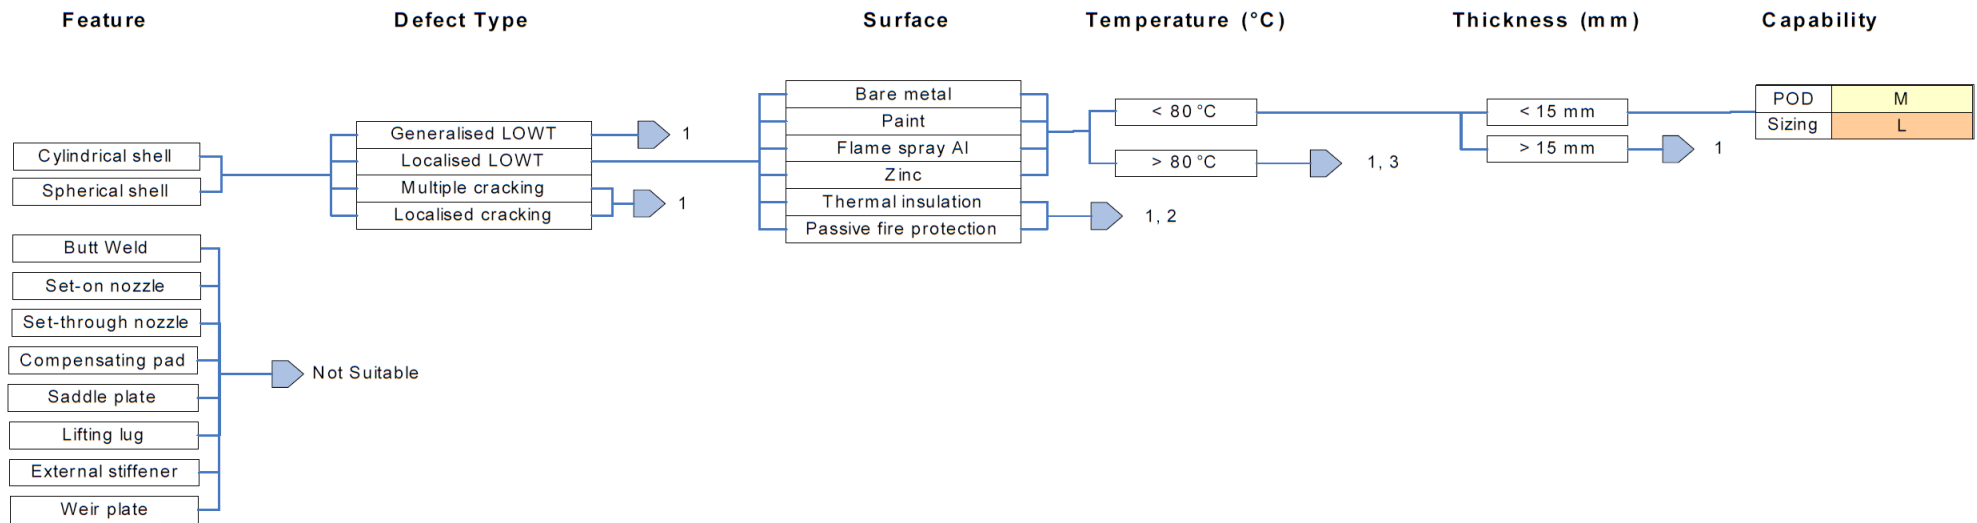 Feature Defect Type Surface Temperature (°C) Thickness (mm) Capability
Cylindrical shell
Spherical shell
Butt Weld
Set-on nozzle
Set-through nozzle
Compensating pad
Saddle plate
Lifting lug
External stiffener
Weir plate
Not Suitable
Generalised LOWT
1
Localised LOWT
Multiple cracking
Localised cracking
1
Bare metal
Paint
Flame spray Al
Zinc
Thermal insulation
Passive fire protection
1, 2
< 80 °C
> 80 °C
1, 3
< 15 mm
> 15 mm
1
POD M
Sizing L